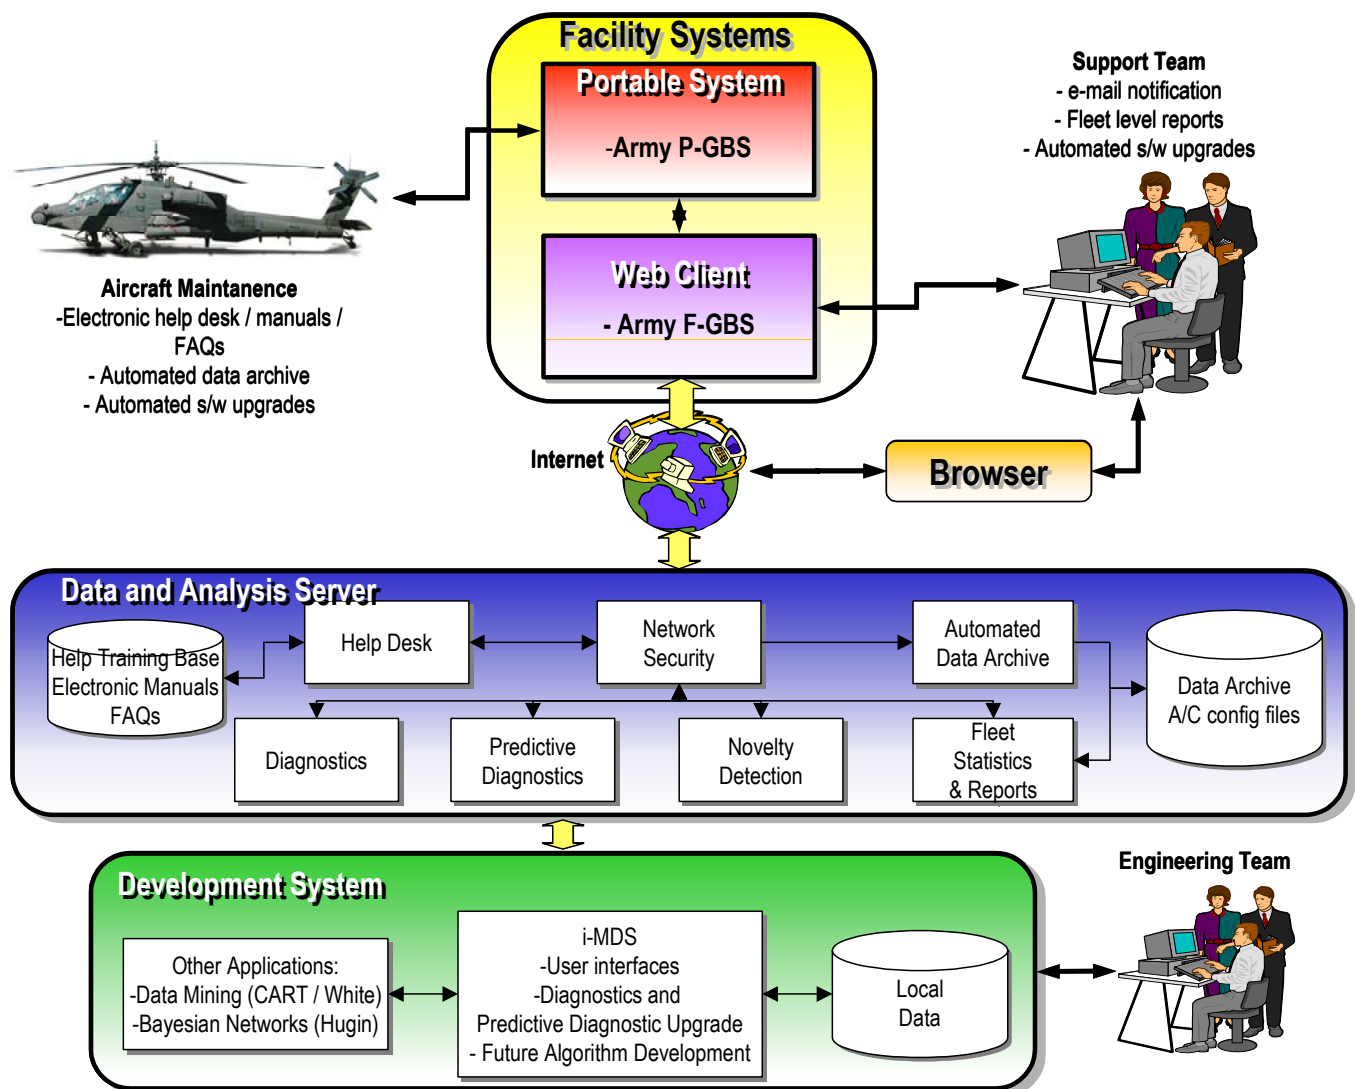 Facility Systems
Portable System
-Army P-GBS
Web Client
- Army F-GBS
Support Team
- e-mail notification
- Fleet level reports
- Automated s/w upgrades
Aircraft Maintanence
-Electronic help desk / manuals /
FAQs
- Automated data archive
- Automated s/w upgrades
Internet
Browser
Data and Analysis Server
Help Training Base
Electronic Manuals
FAQs
Help Desk
Network
Security
Automated
Data Archive
Data Archive
A/C config files
Diagnostics
Predictive
Diagnostics
Novelty
Detection
Fleet
Statistics
& Reports
Development System
Other Applications:
-Data Mining (CART / White)
-Bayesian Networks (Hugin)
i-MDS
-User interfaces
-Diagnostics and
Predictive Diagnostic Upgrade
- Future Algorithm Development
Local
Data
Engineering Team